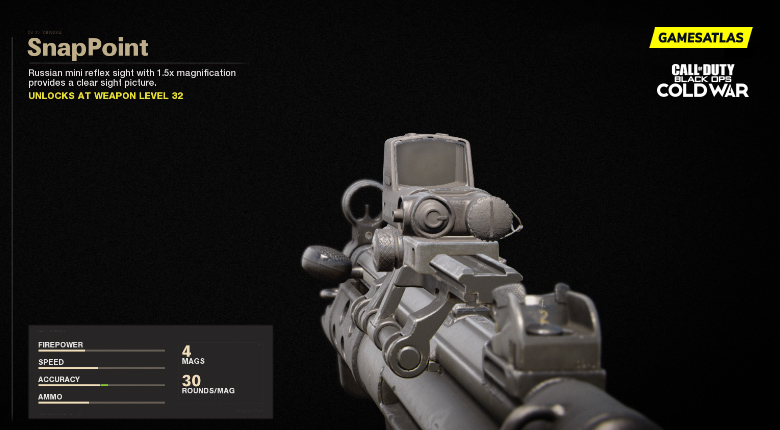 SnapPoint
Russian mini reflex sight with 1.5x magnification
provides a clear sight picture.
UNLOCKS AT WEAPON LEVEL 32
GAMESATLAS
CALL OF DUTY
BLACK OPS
COLD WAR
2
FIREPOWER
SPEED
ACCURACY
AMMO
4
MAGS
30
ROUNDS/MAG